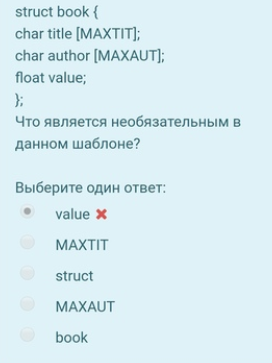 struct book {
char title [MAXTIT];
char author [MAXAUT];
float value;
};
Что является необязательным в
данном шаблоне?
Выберите один ответ:
value ✖
MAXTIT
struct
MAXAUT
book